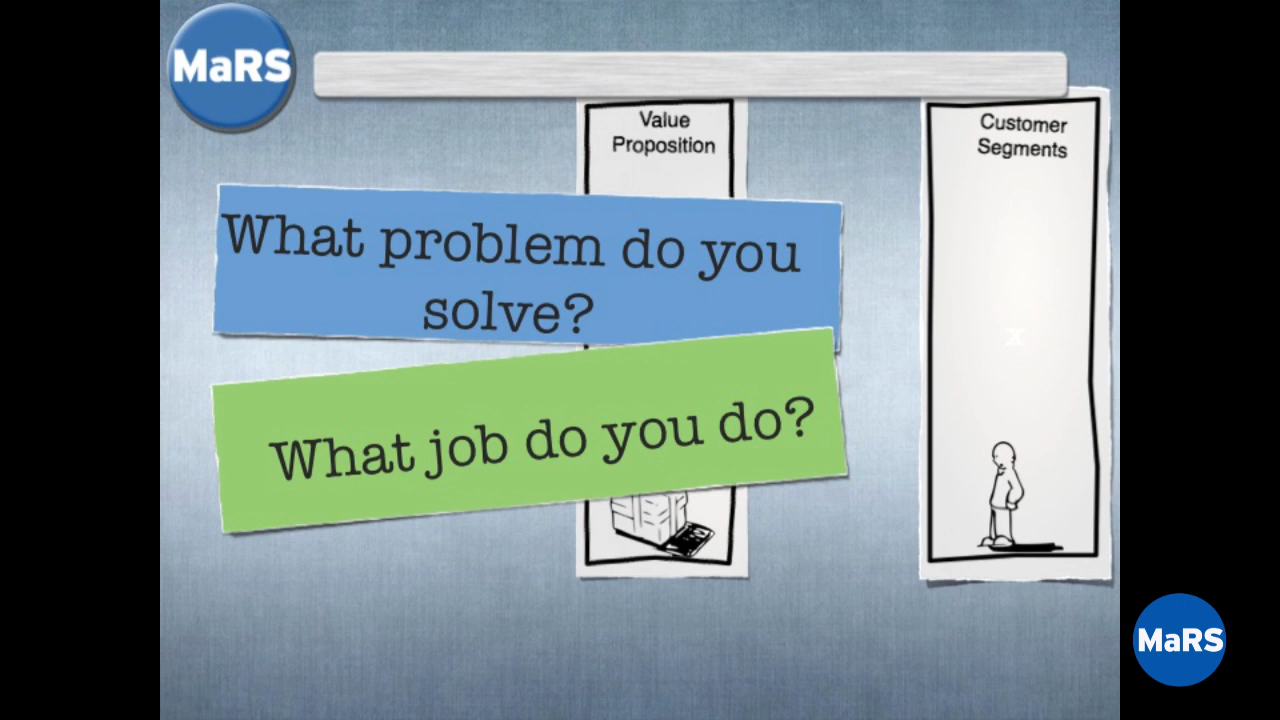 MaRS
Value
Proposition
Customer
Segments
What problem do you
solve?
What job do you do?
x
MaRS